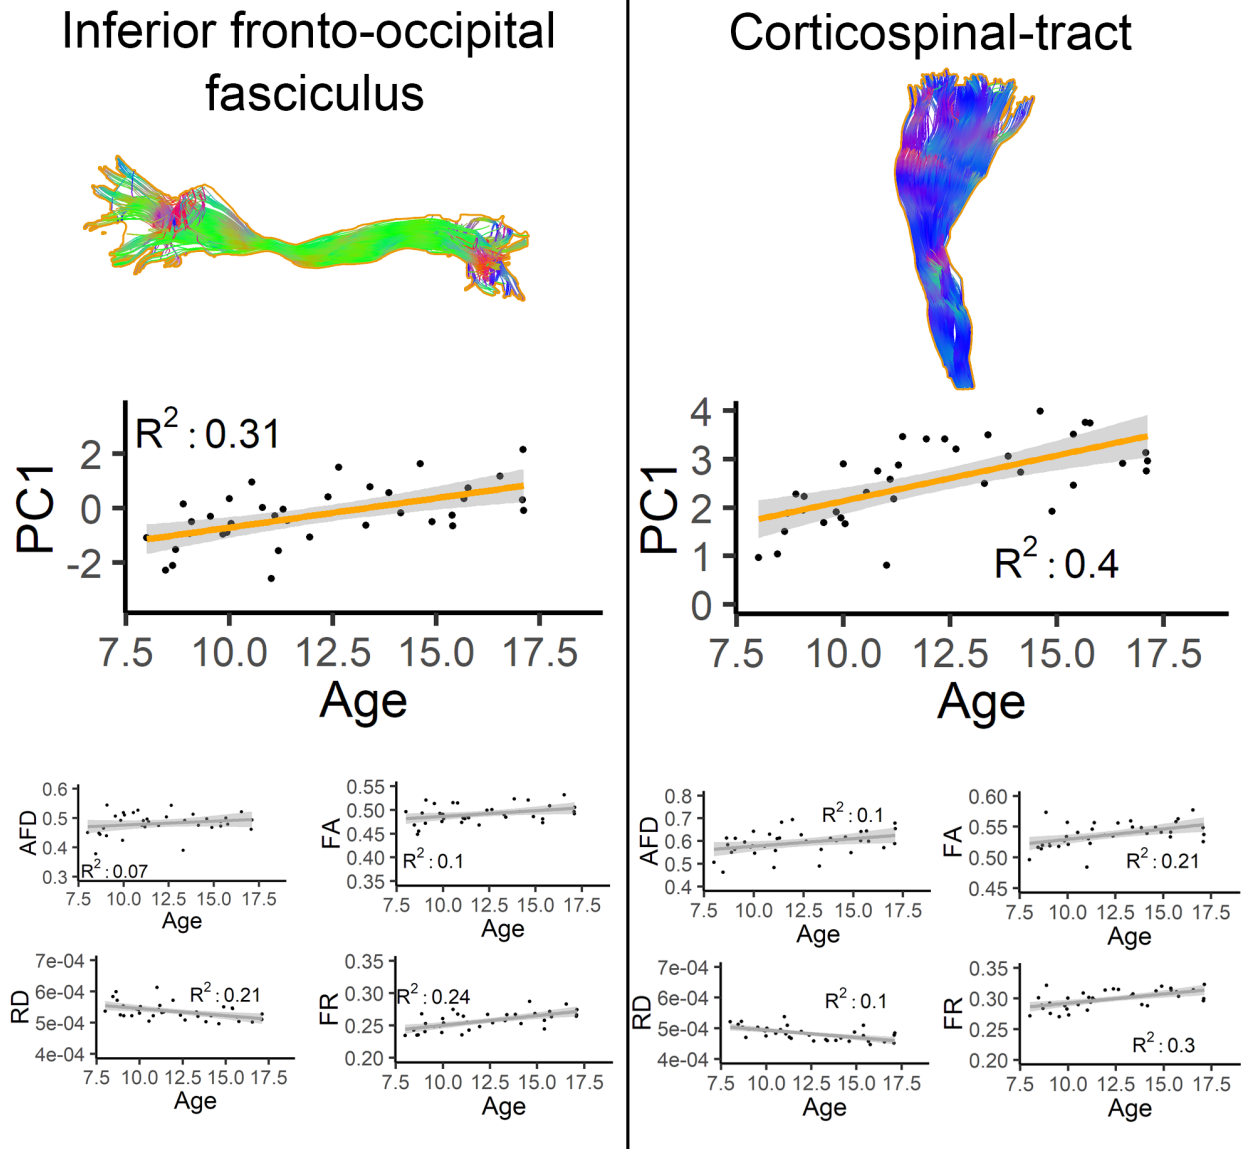 Inferior fronto-occipital
fasciculus
R2 : 0.31
PC1
2
0
-2
7.5 10.0 12.5 15.0 17.5
Age
AFD
0.6
0.5
0.4
0.3
R2 : 0.07
7.5 10.0 12.5 15.0 17.5
Age
FA
0.55
0.50
0.45
0.40
0.35
R2 : 0.1
7.5 10.0 12.5 15.0 17.5
Age
RD
7e-04
6e-04
5e-04
4e-04
R2 : 0.21
7.5 10.0 12.5 15.0 17.5
Age
FR
0.35
0.30
0.25
0.20
R2 : 0.24
7.5 10.0 12.5 15.0 17.5
Age
Corticospinal-tract
PC1
4
3
2
1
0
R2 : 0.4
7.5 10.0 12.5 15.0 17.5
Age
AFD
0.8
0.7
0.6
0.5
0.4
R2 : 0.1
7.5 10.0 12.5 15.0 17.5
Age
FA
0.60
0.55
0.50
0.45
R2 : 0.21
7.5 10.0 12.5 15.0 17.5
Age
RD
7e-04
6e-04
5e-04
4e-04
R2 : 0.1
7.5 10.0 12.5 15.0 17.5
Age
FR
0.35
0.30
0.25
0.20
R2 : 0.3
7.5 10.0 12.5 15.0 17.5
Age